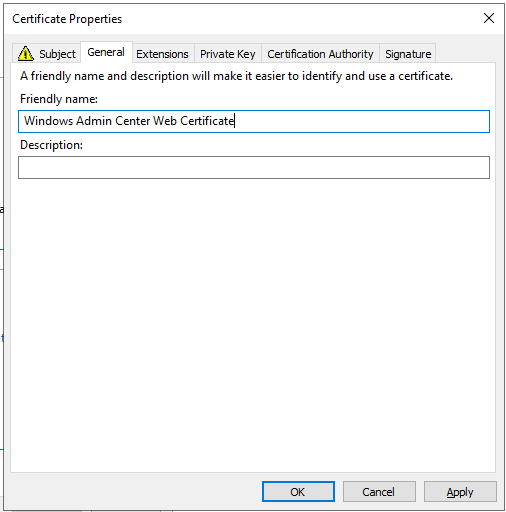 Certificate Properties
Subject General Extensions Private Key Certification Authority Signature
A friendly name and description will make it easier to identify and use a certificate.
Friendly name:
Windows Admin Center Web Certificate
Description:
OK Cancel Apply